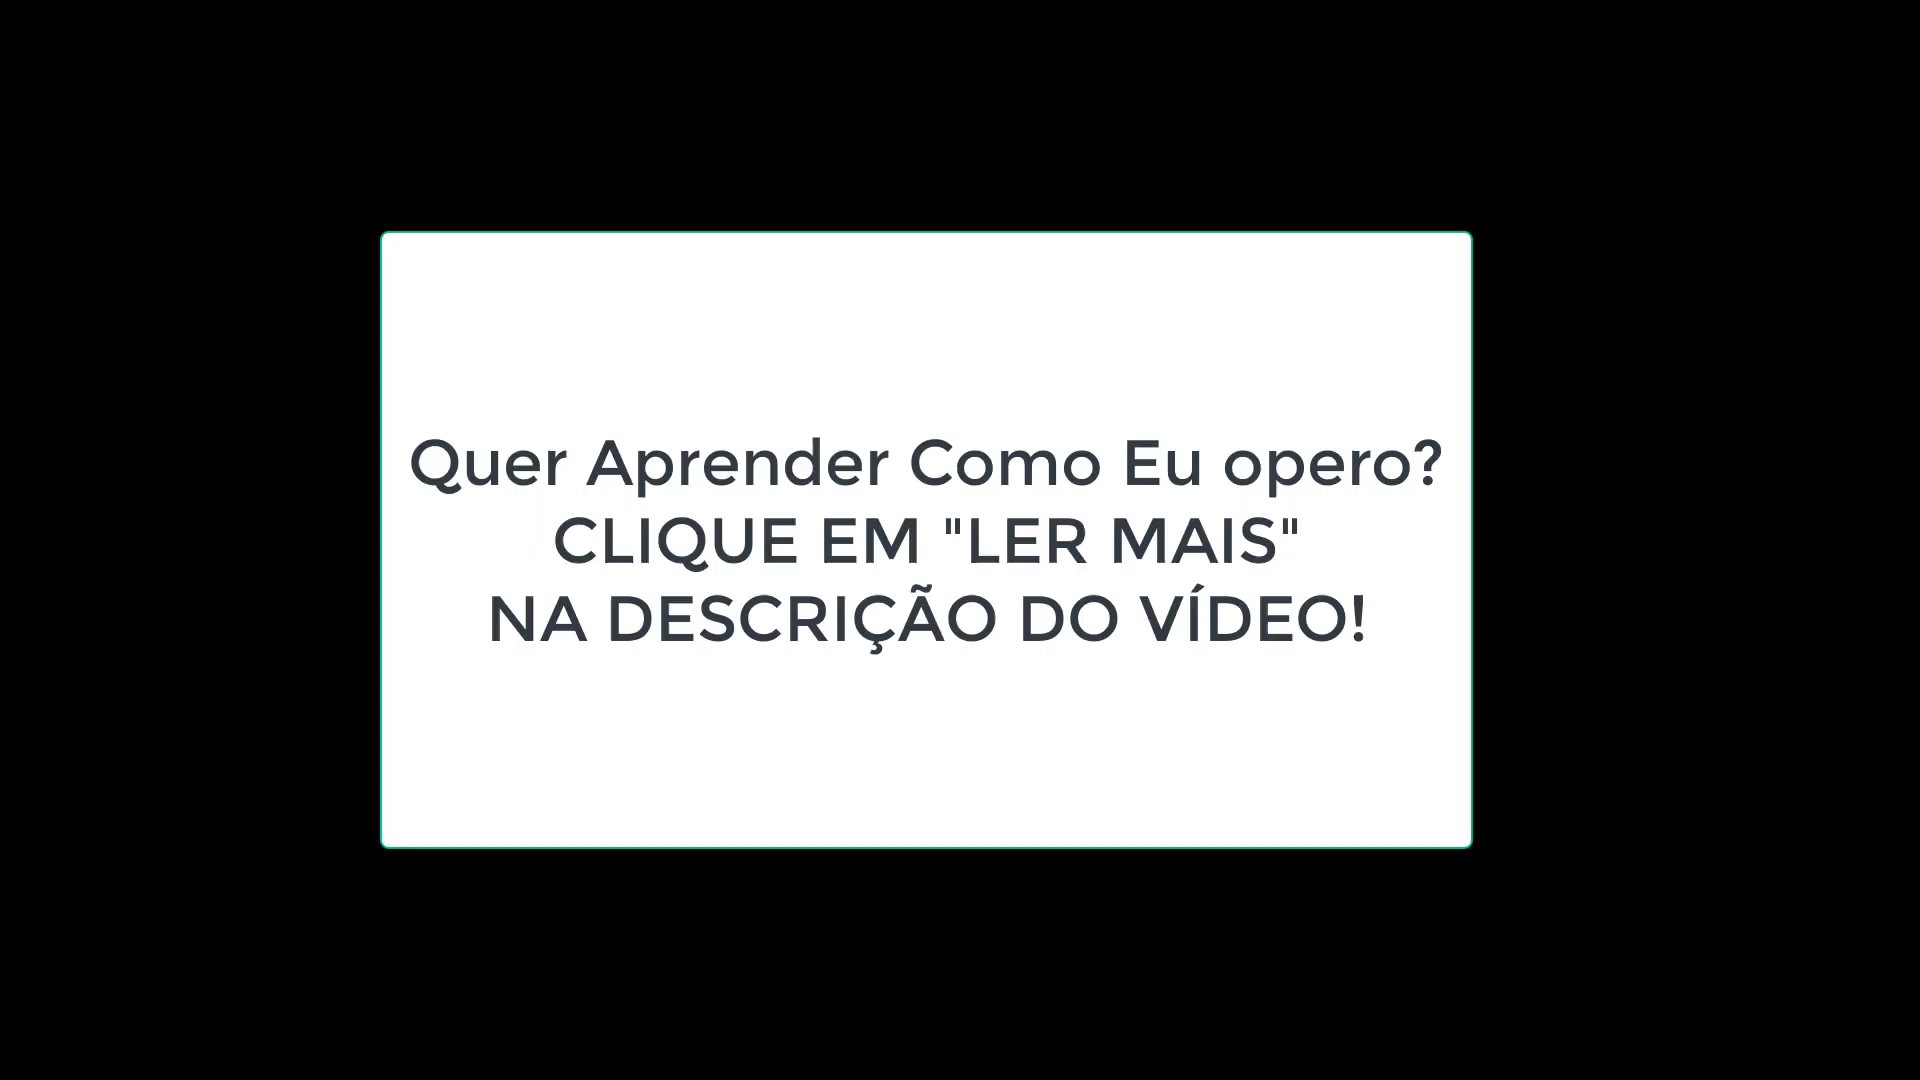 Quer Aprender Como Eu opero?
CLIQUE EM "LER MAIS"
NA DESCRIÇÃO DO VÍDEO!